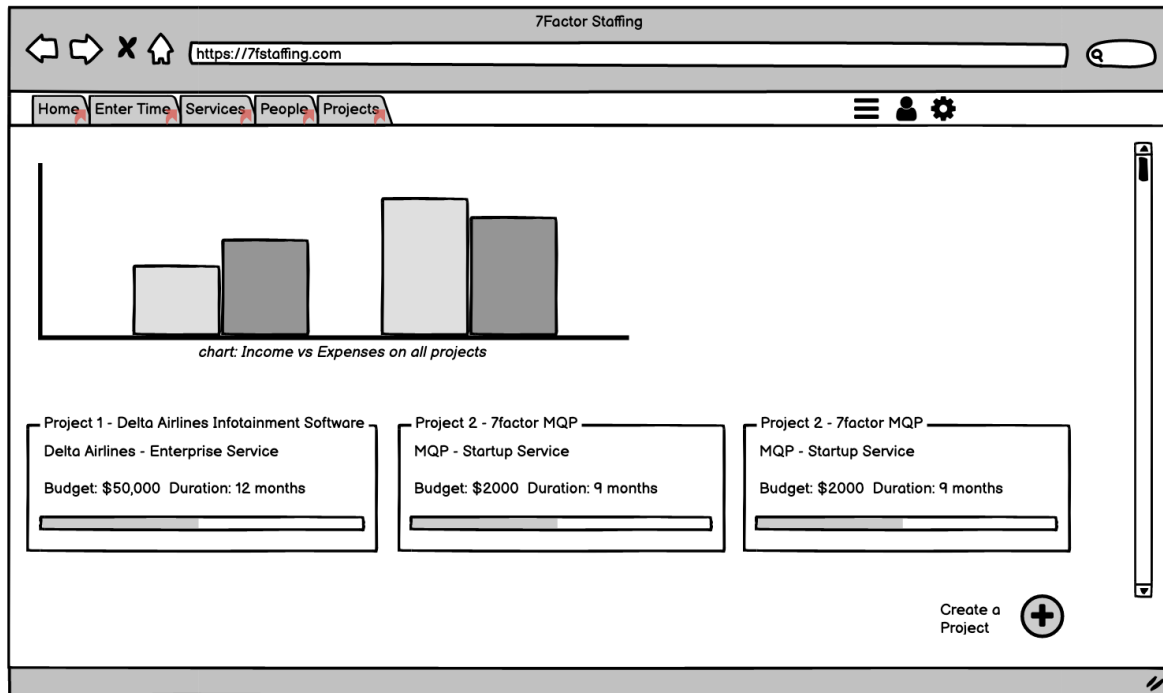 7Factor Staffing
https://7fstaffing.com
Home Enter Time Services People Projects
chart: Income vs Expenses on all projects
Project 1 - Delta Airlines Infotainment Software
Delta Airlines - Enterprise Service
Budget: $50,000 Duration: 12 months
Project 2 - 7factor MQP
MQP - Startup Service
Budget: $2000 Duration: 9 months
Project 2 - 7factor MQP
MQP - Startup Service
Budget: $2000 Duration: 9 months
Create a
Project